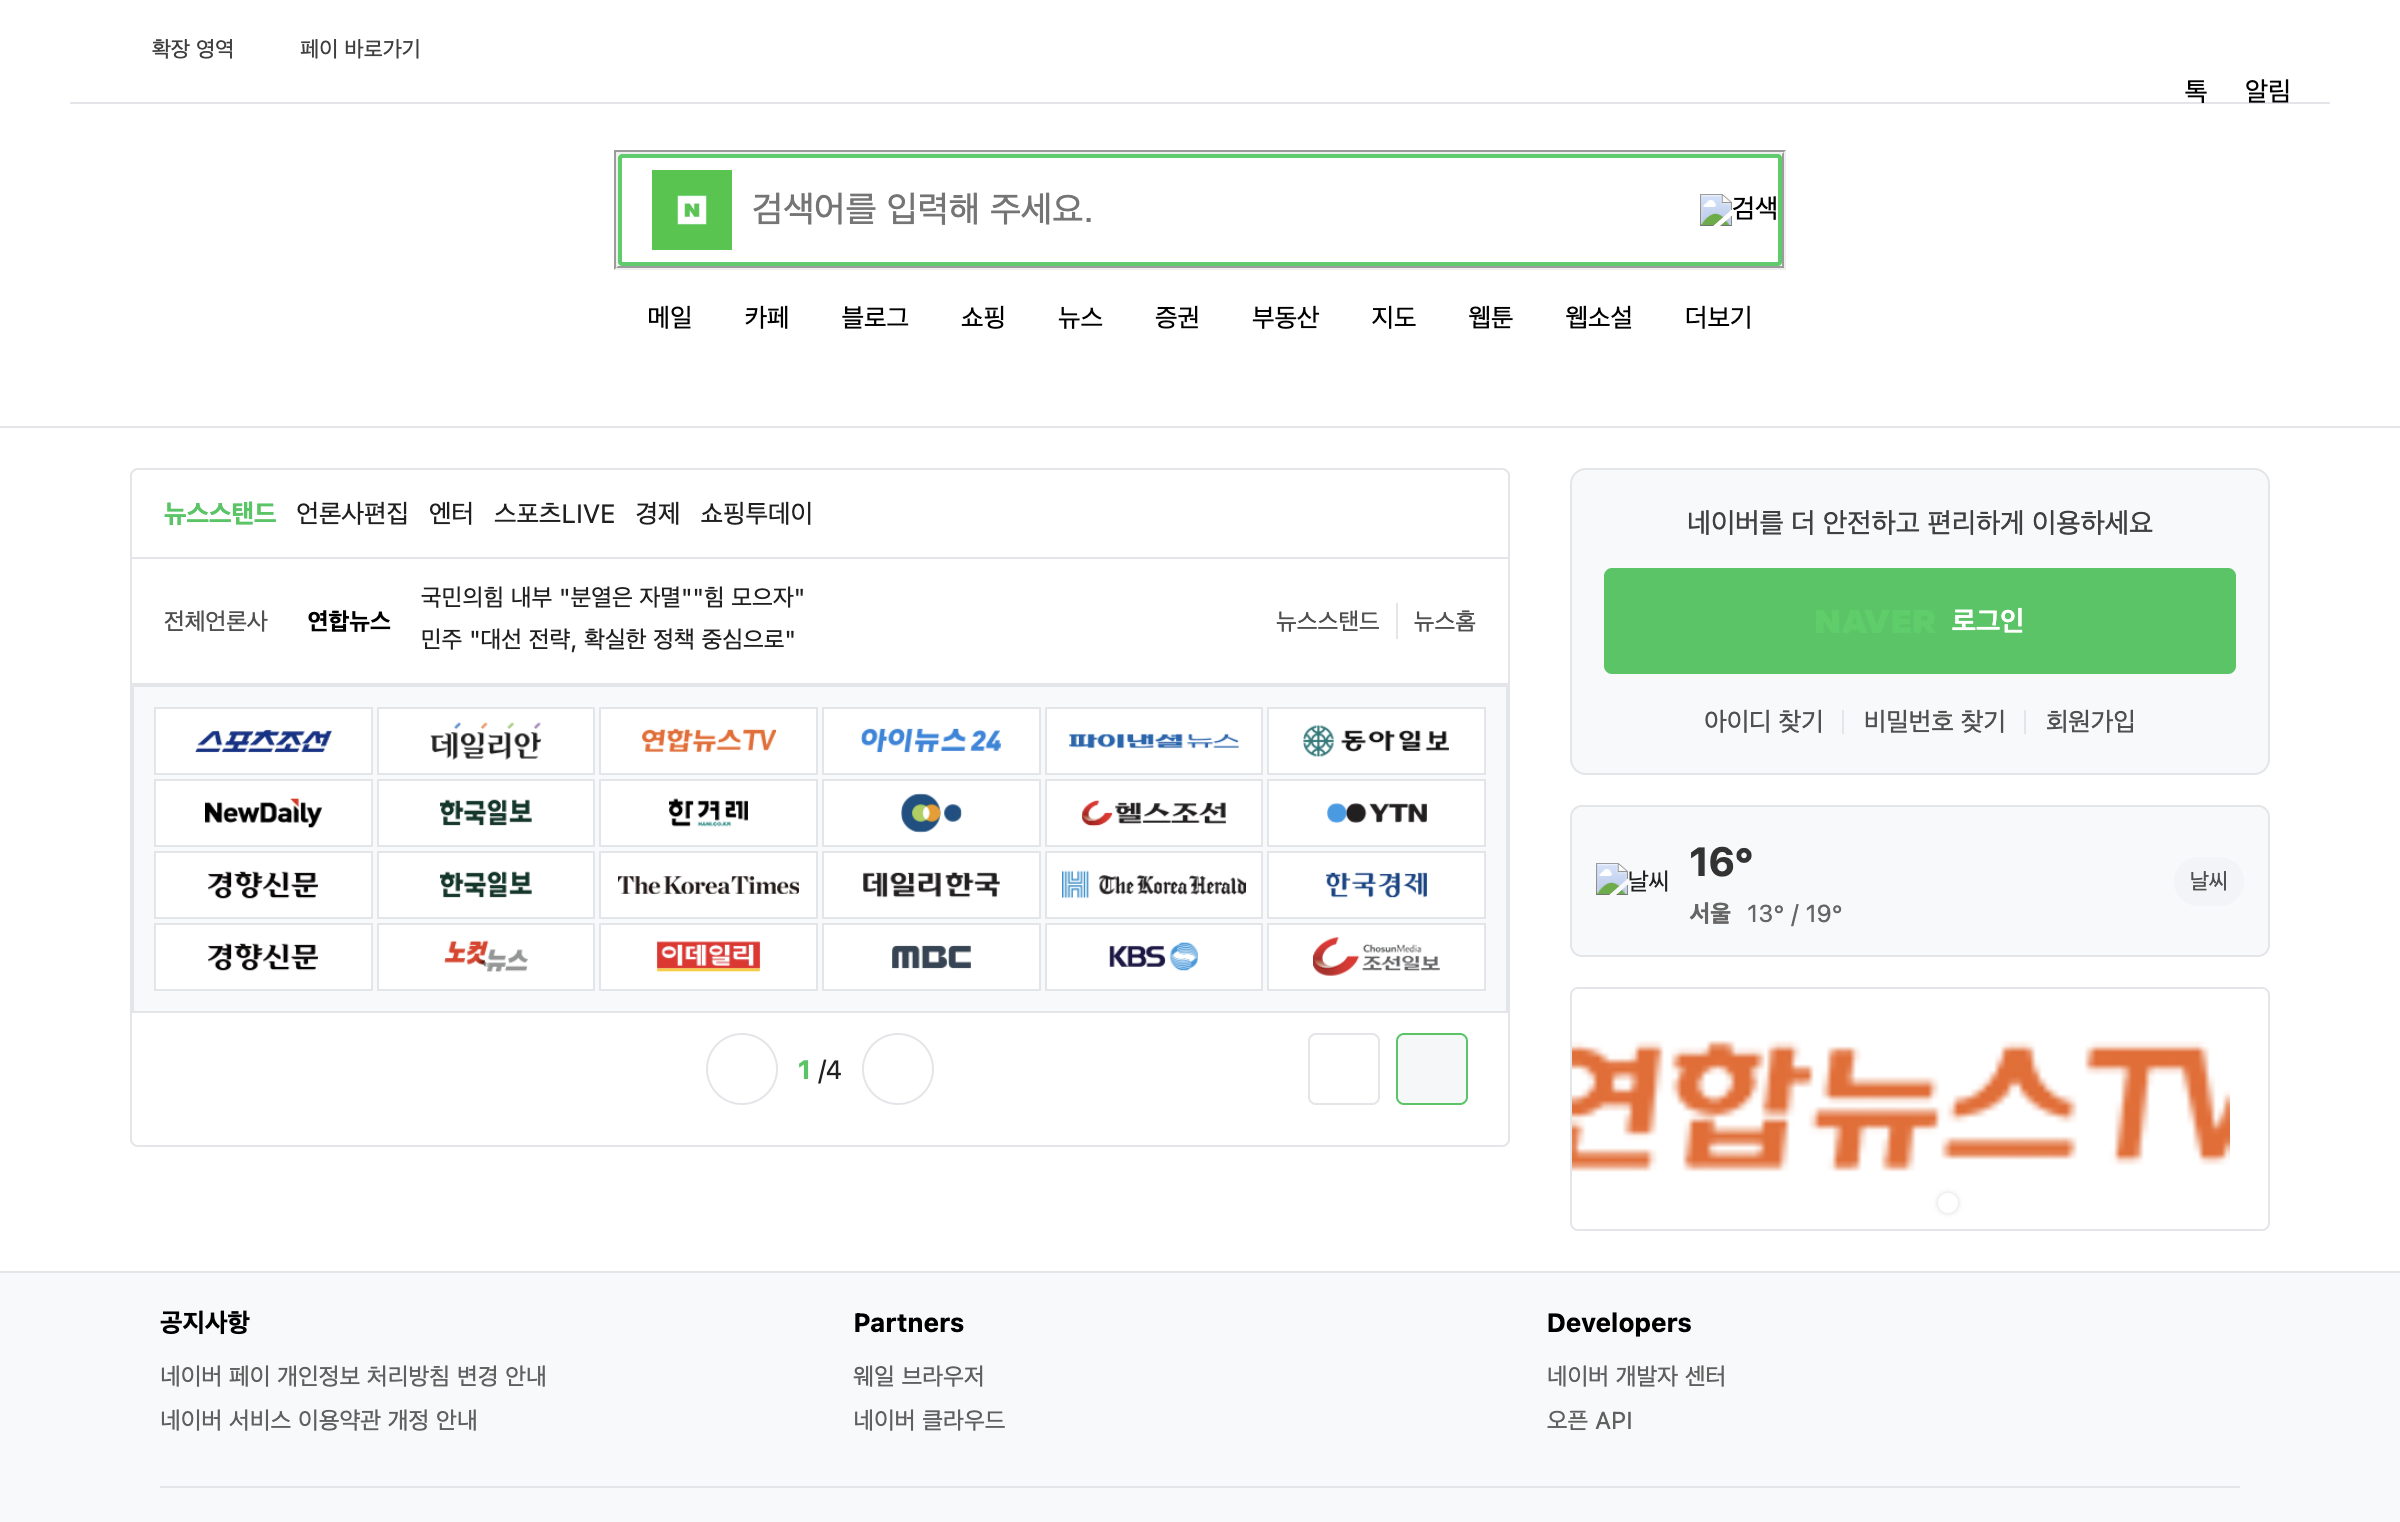 확장 영역 페이 바로가기
톡 알림
N 검색어를 입력해 주세요. 검색
메일 카페 블로그 쇼핑 뉴스 증권 부동산 지도 웹툰 웹소설 더보기
뉴스스탠드 언론사편집 엔터 스포츠LIVE 경제 쇼핑투데이
전체언론사 연합뉴스
국민의힘 내부 "분열은 자멸""힘 모으자"
민주 "대선 전략, 확실한 정책 중심으로"
뉴스스탠드 뉴스홈
스포츠조선 데일리안 연합뉴스TV 아이뉴스24 파이낸셜뉴스 동아일보
NewDaily 한국일보 한겨레 HANI.CO.KR 헬스조선 YTN
경향신문 한국일보 The Korea Times 데일리한국 The Korea Herald 한국경제
경향신문 노컷뉴스 이데일리 MBC KBS ChosunMedia 조선일보
1 /4
네이버를 더 안전하고 편리하게 이용하세요
NAVER 로그인
아이디 찾기 비밀번호 찾기 회원가입
날씨 16°
서울 13° / 19°
날씨
연합뉴스TV
공지사항
네이버 페이 개인정보 처리방침 변경 안내
네이버 서비스 이용약관 개정 안내
Partners
웨일 브라우저
네이버 클라우드
Developers
네이버 개발자 센터
오픈 API